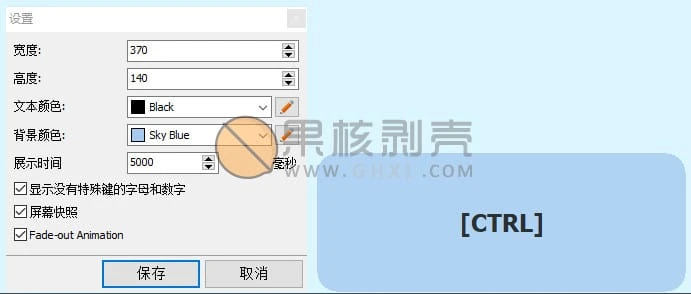 设置
宽度: 370
高度: 140
文本颜色: Black
背景颜色: Sky Blue
展示时间 5000 毫秒
显示没有特殊键的字母和数字
屏幕快照
Fade-out Animation
保存 取消
果核剥壳
WWW.GHXI.COM
[CTRL]